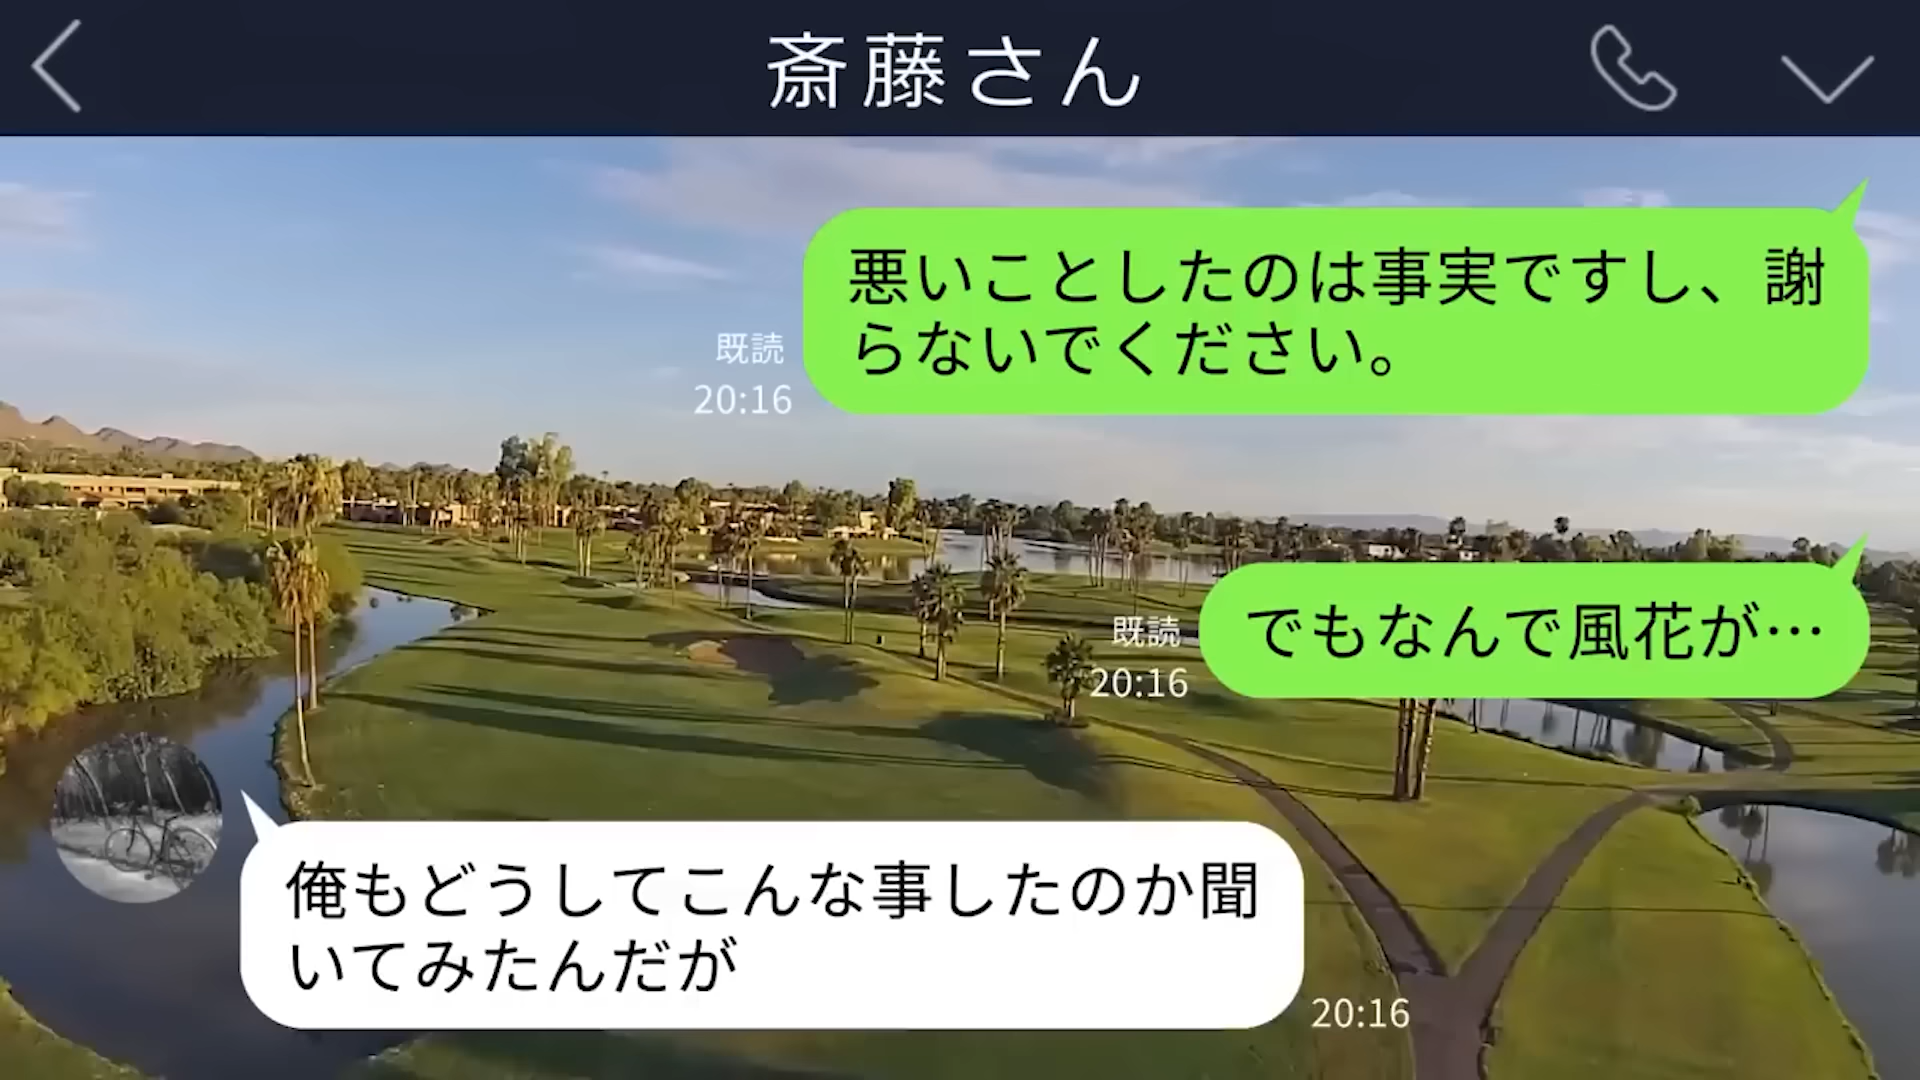 斎藤さん
悪いことしたのは事実ですし、謝
らないでください。
既読
20:16
でもなんで風花が…
既読
20:16
俺もどうしてこんな事したのか聞
いてみたんだが
20:16